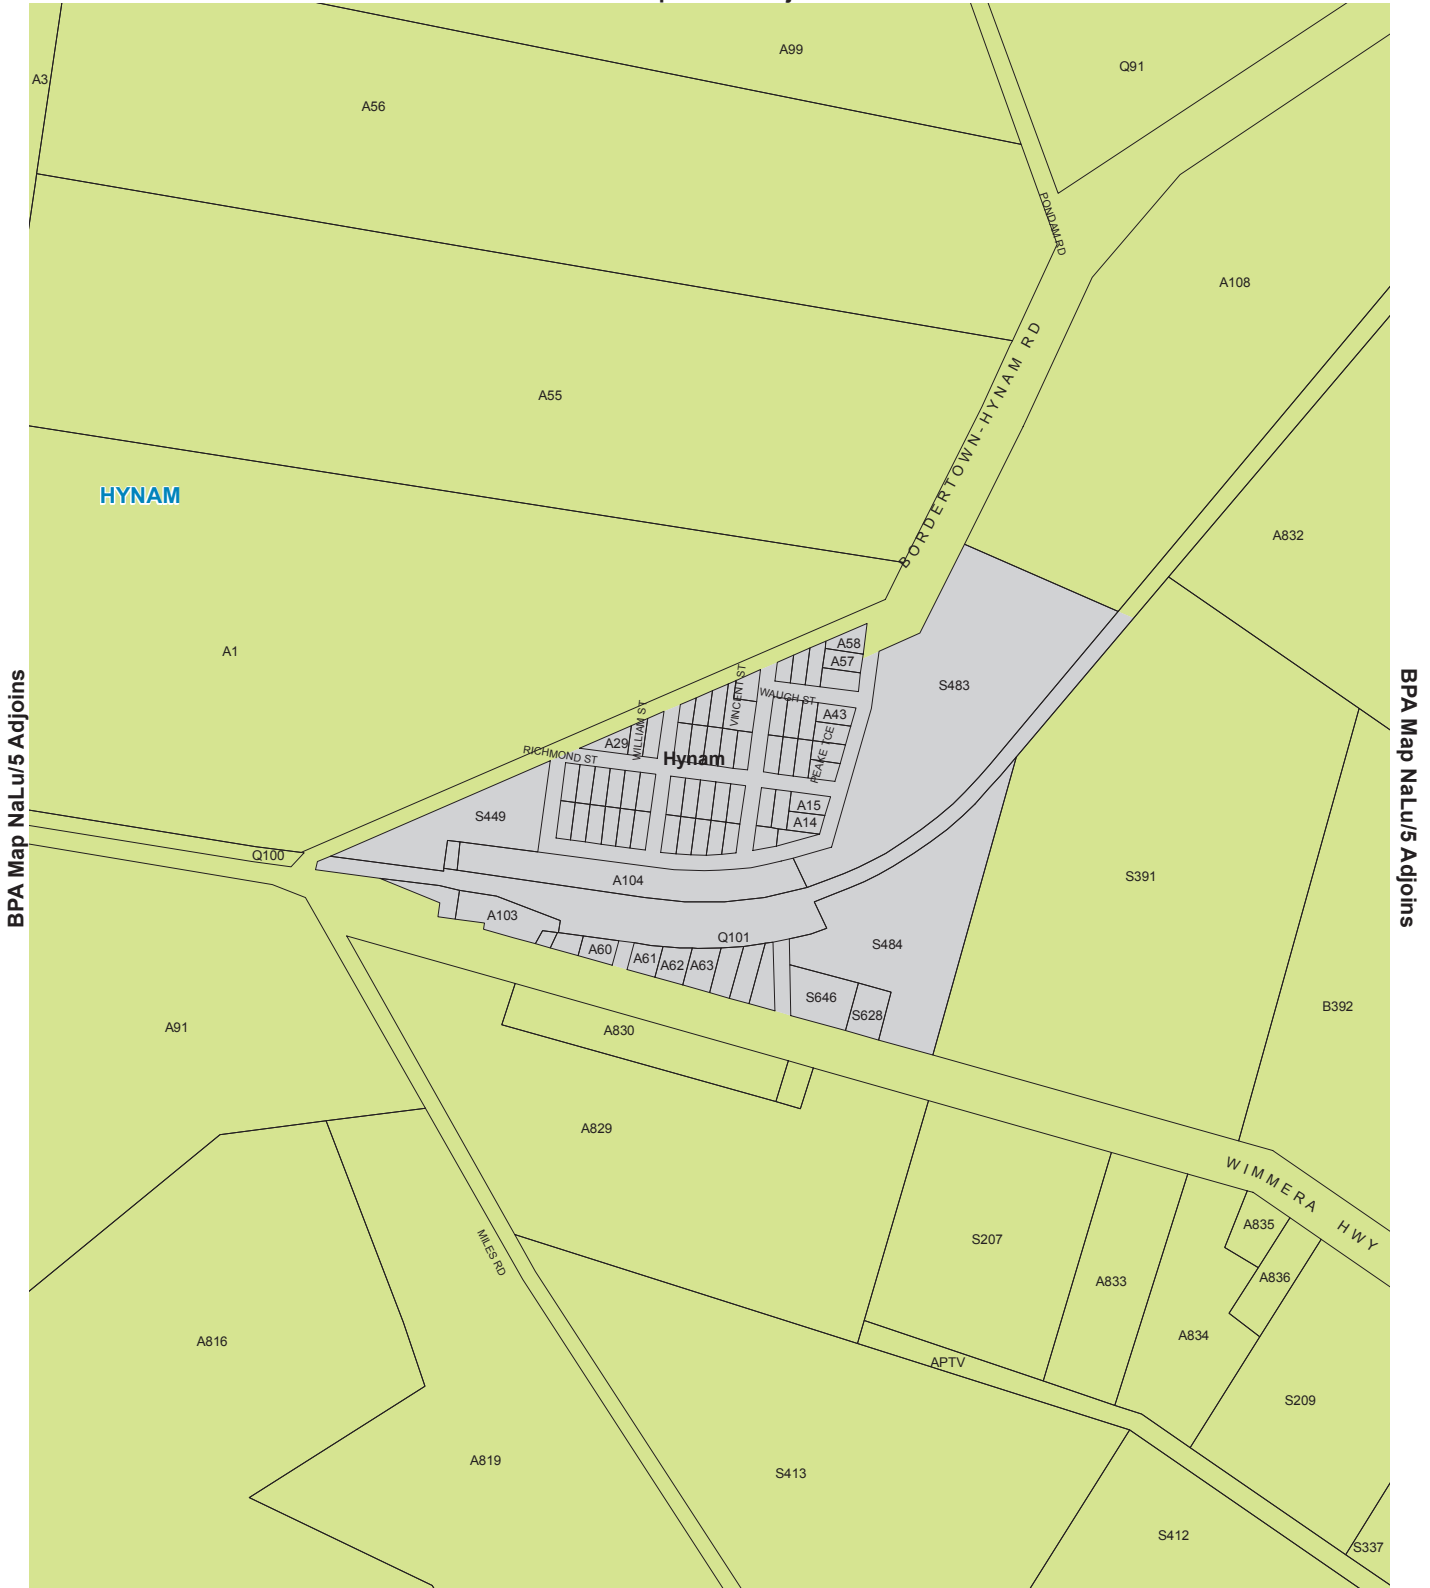 A99
Q91
A3
A56
PONDAM RD
A108
BORDERTOWN-HYNAM RD
A55
HYNAM
A832
A1
A58
A57
S483
WAUGH ST
VINCENT ST
A43
WILLIAM ST
A29
PEAKE TCE
RICHMOND ST
Hynam
A15
A14
S449
Q100
A104
S391
A103
Q101
S484
A60
A61
A62
A63
S646
S628
B392
A91
A830
A829
WIMMERA HWY
A835
S207
MILES RD
A836
A833
A834
A816
APTV
S209
A819
S413
S412
S337
BPA Map NaLu/5 Adjoins
BPA Map NaLu/5 Adjoins